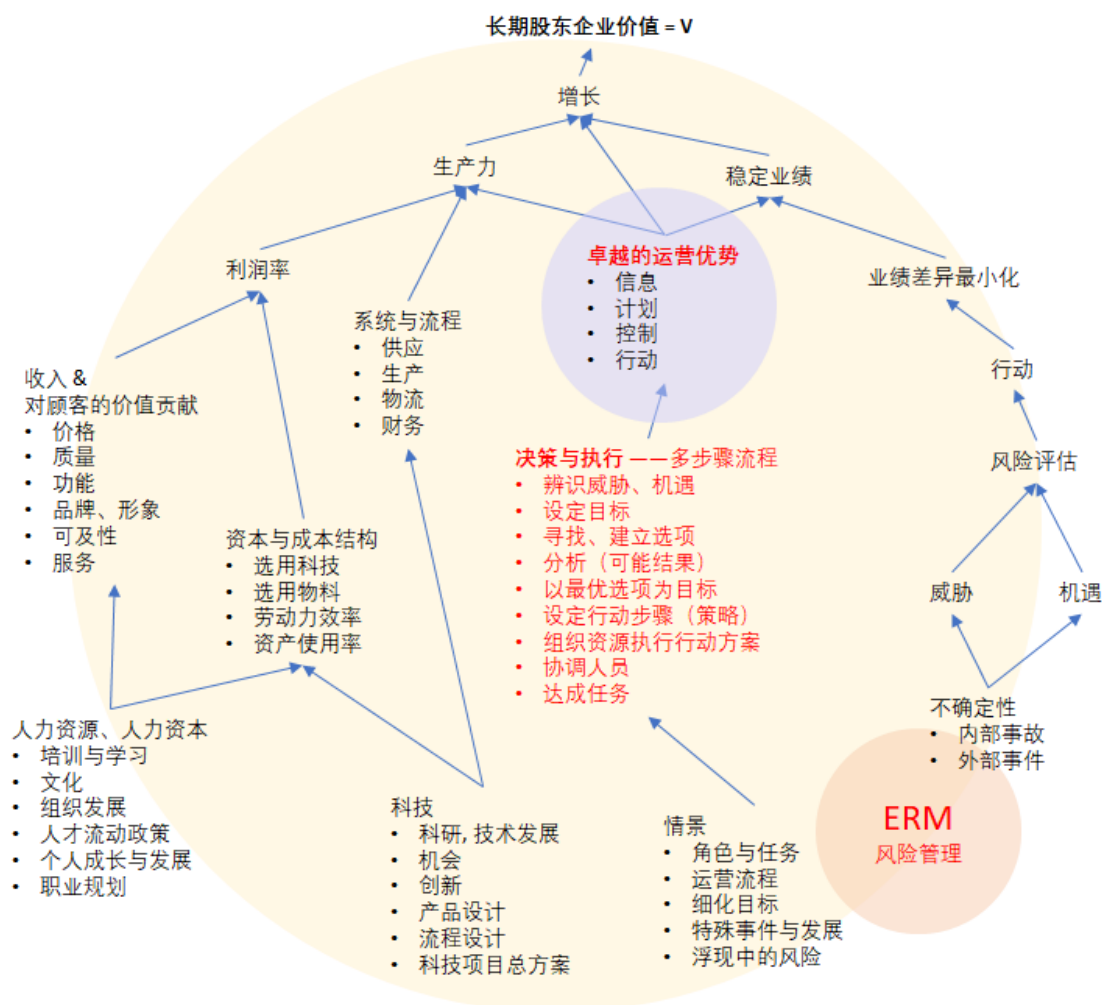 长期股东企业价值 = V
增长
生产力
稳定业绩
卓越的运营优势
• 信息
• 计划
• 控制
• 行动
利润率
业绩差异最小化
系统与流程
• 供应
• 生产
• 物流
• 财务
收入 &
对顾客的价值贡献
• 价格
• 质量
• 功能
• 品牌、形象
• 可及性
• 服务
行动
风险评估
决策与执行 ——多步骤流程
• 辨识威胁、机遇
• 设定目标
• 寻找、建立选项
• 分析（可能结果）
• 以最优选项为目标
• 设定行动步骤（策略）
• 组织资源执行行动方案
• 协调人员
• 达成任务
资本与成本结构
• 选用科技
• 选用物料
• 劳动力效率
• 资产使用率
威胁
机遇
不确定性
• 内部事故
• 外部事件
人力资源、人力资本
• 培训与学习
• 文化
• 组织发展
• 人才流动政策
• 个人成长与发展
• 职业规划
科技
• 科研, 技术发展
• 机会
• 创新
• 产品设计
• 流程设计
• 科技项目总方案
情景
• 角色与任务
• 运营流程
• 细化目标
• 特殊事件与发展
• 浮现中的风险
ERM
风险管理